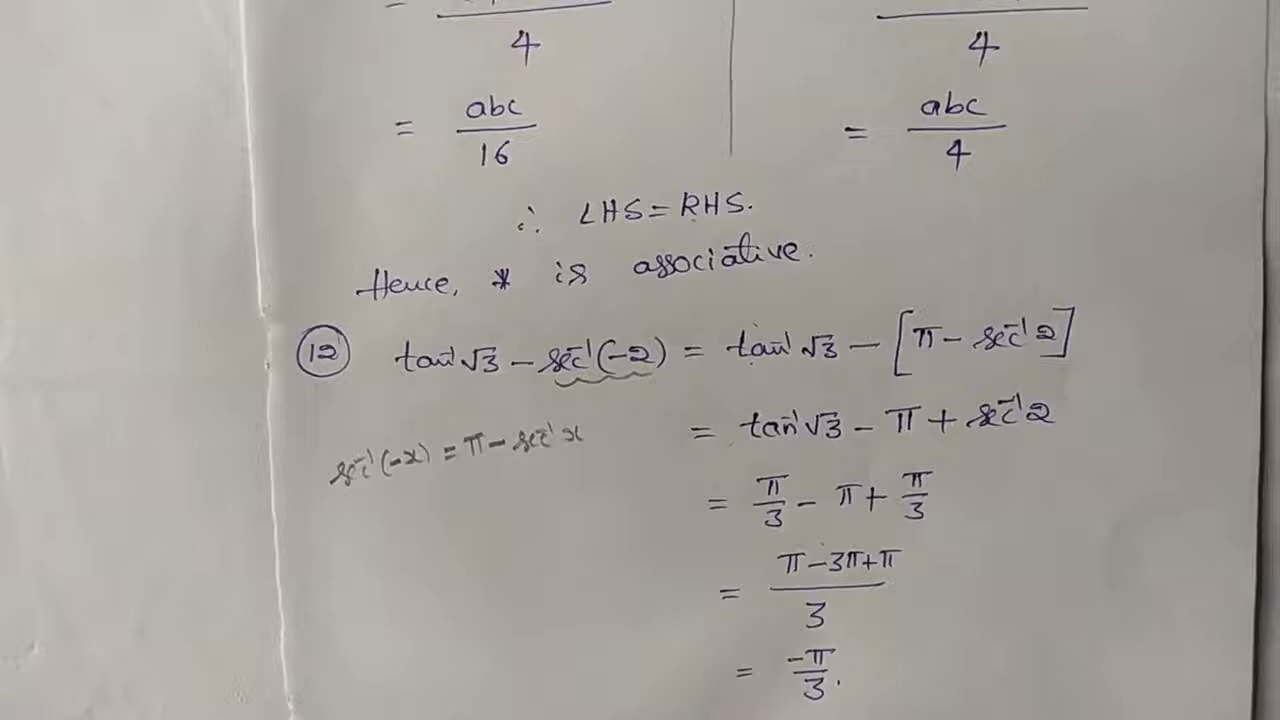 = 4
4
= abc/16
= abc/4
∴ LHS = RHS.
Hence, * is associative.
12 tan⁻¹√3 − sec⁻¹(−2) = tan⁻¹√3 − [π − sec⁻¹2]
= tan⁻¹√3 − π + sec⁻¹2
sec⁻¹(−x) = π − sec⁻¹x
= π/3 − π + π/3
= π−3π+π/3
= −π/3.